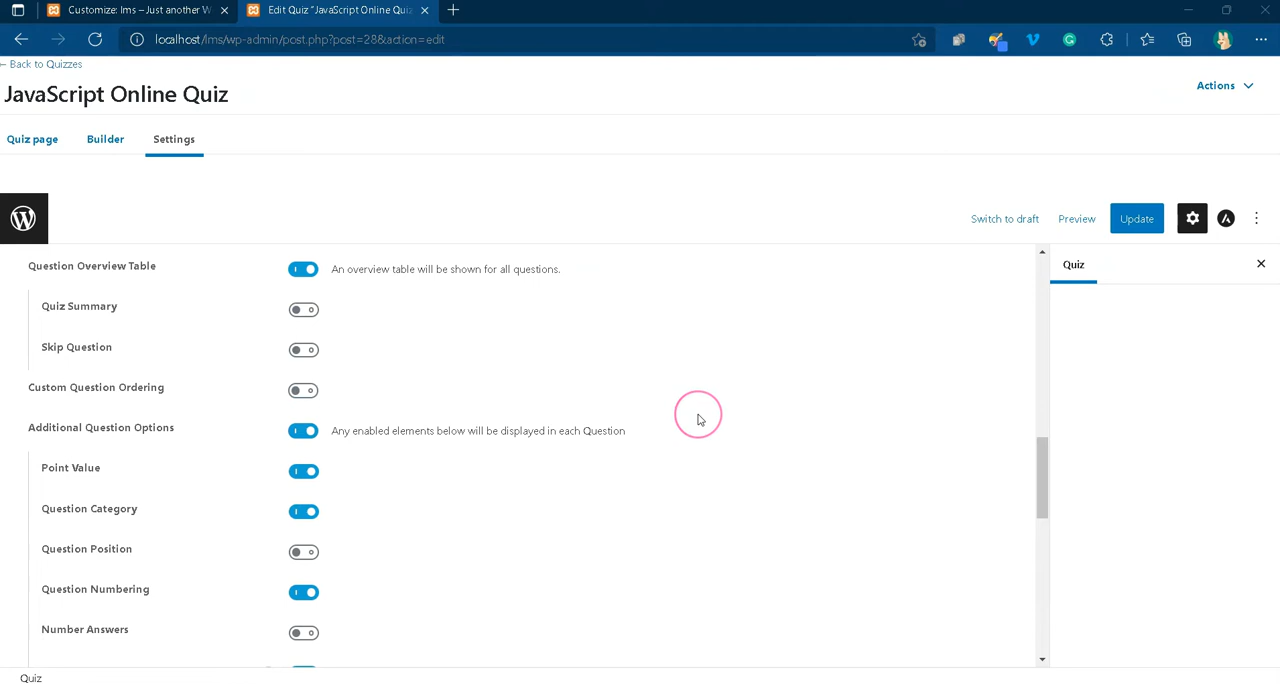 Customize: lms – Just another W
Edit Quiz "JavaScript Online Quiz
localhost/lms/wp-admin/post.php?post=28&action=edit
← Back to Quizzes
JavaScript Online Quiz
Actions
Quiz page
Builder
Settings
Switch to draft
Preview
Update
Quiz
Question Overview Table
An overview table will be shown for all questions.
Quiz Summary
Skip Question
Custom Question Ordering
Additional Question Options
Any enabled elements below will be displayed in each Question
Point Value
Question Category
Question Position
Question Numbering
Number Answers
Quiz